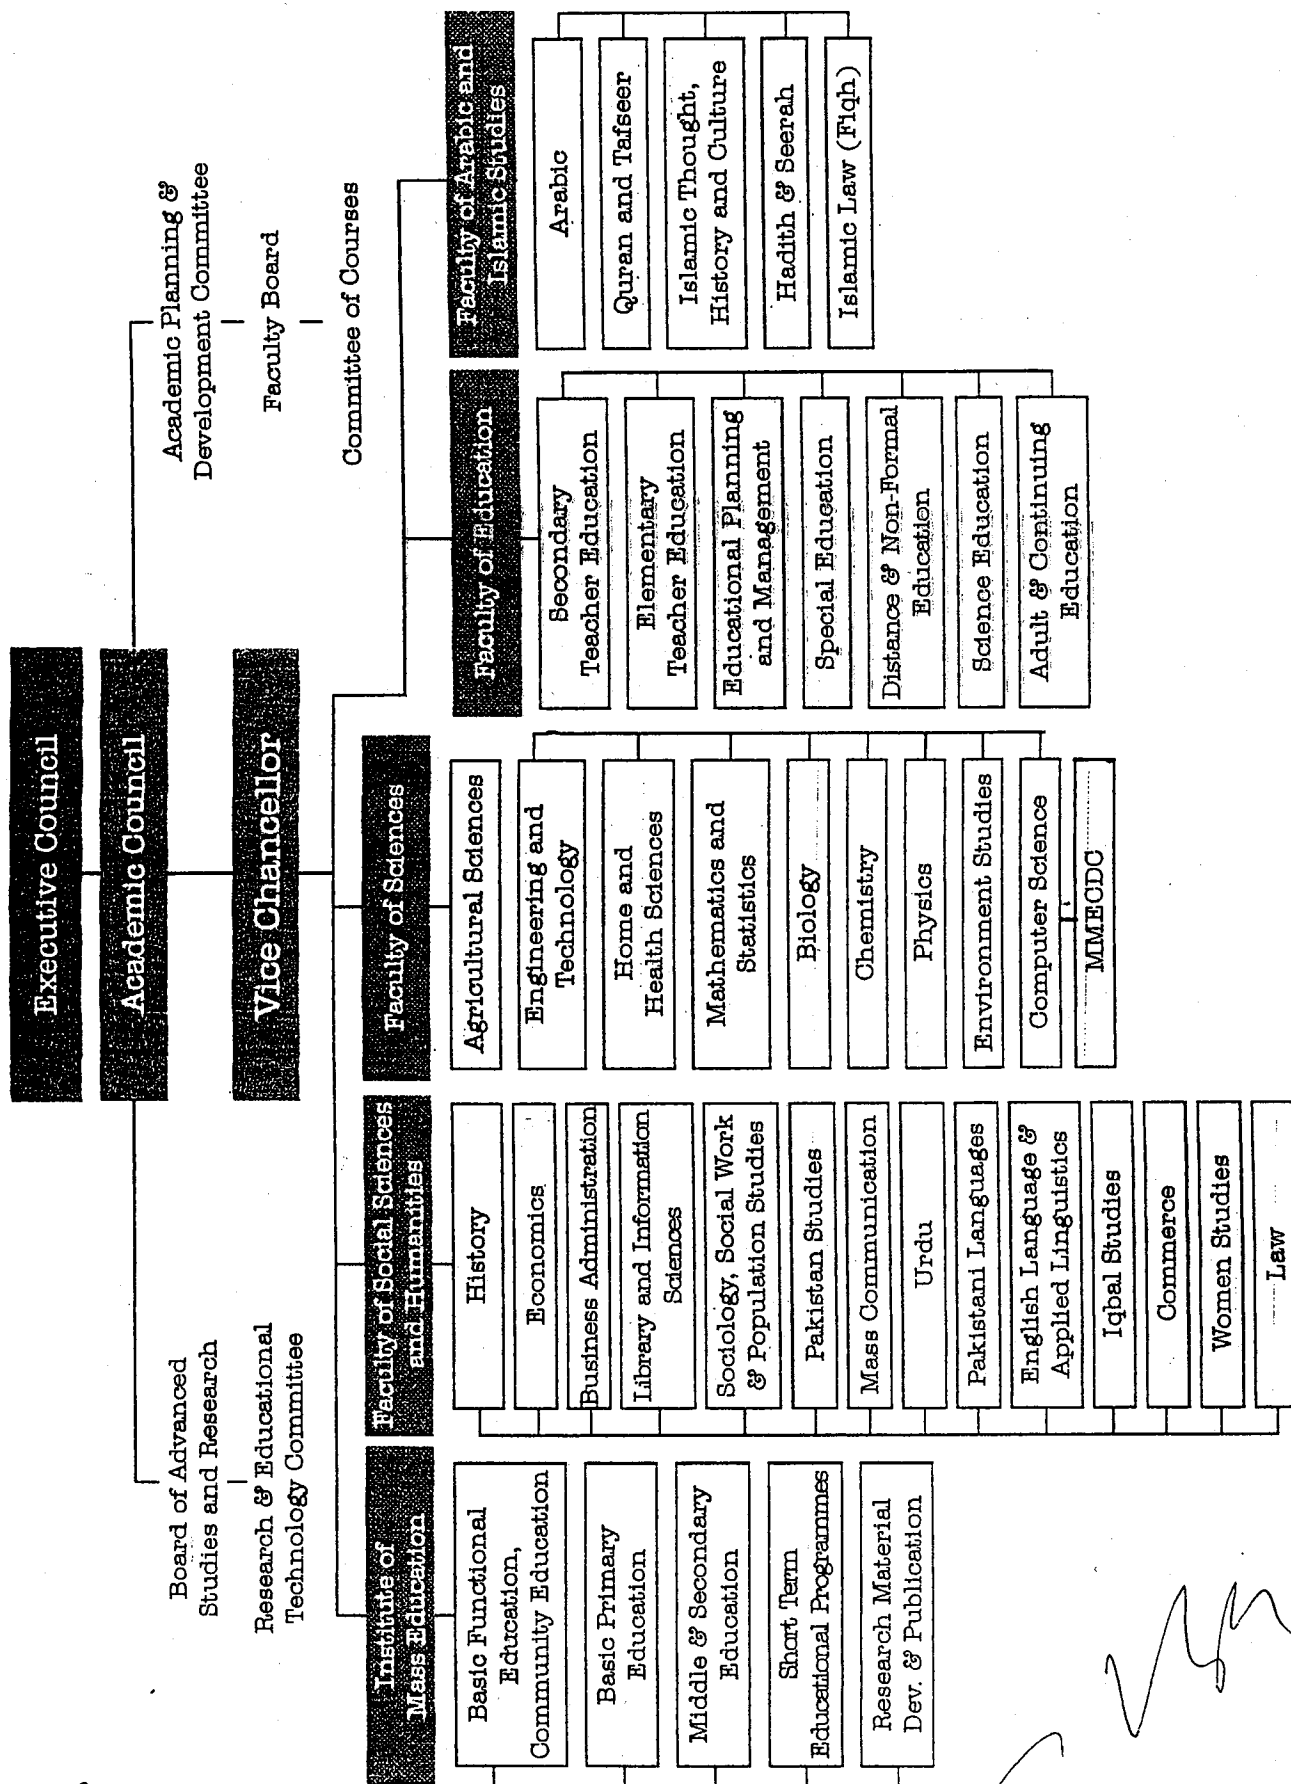 Executive Council
Academic Council
Vice Chancellor
Board of Advanced
Studies and Research
Research & Educational
Technology Committee
Academic Planning &
Development Committee
Faculty Board
Committee of Courses
Institute of
Mass Education
Basic Functional
Education,
Community Education
Basic Primary
Education
Middle & Secondary
Education
Short Term
Educational Programmes
Research Material
Dev. & Publication
Faculty of Social Sciences
and Humanities
History
Economics
Business Administration
Library and Information
Sciences
Sociology, Social Work
& Population Studies
Pakistan Studies
Mass Communication
Urdu
Pakistani Languages
English Language &
Applied Linguistics
Iqbal Studies
Commerce
Women Studies
Law
Faculty of Sciences
Agricultural Sciences
Engineering and
Technology
Home and
Health Sciences
Mathematics and
Statistics
Biology
Chemistry
Physics
Environment Studies
Computer Science
MMECDC
Faculty of Education
Secondary
Teacher Education
Elementary
Teacher Education
Educational Planning
and Management
Special Education
Distance & Non-Formal
Education
Science Education
Adult & Continuing
Education
Faculty of Arabic and
Islamic Studies
Arabic
Quran and Tafseer
Islamic Thought,
History and Culture
Hadith & Seerah
Islamic Law (Fiqh)